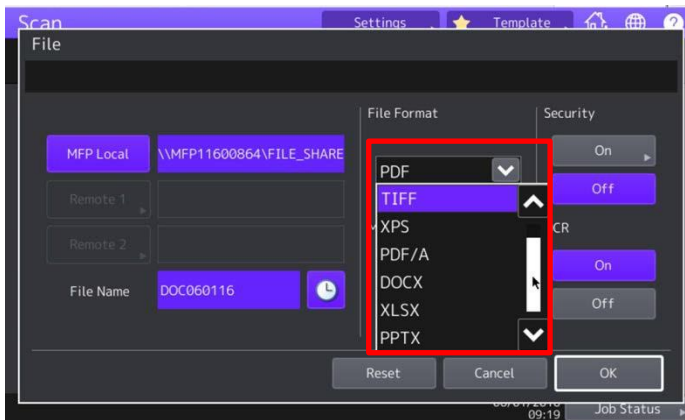 Scan
Settings
Template
?
File
File Format
Security
MFP Local
\\MFP11600864\FILE_SHARE
PDF
On
Remote 1
TIFF
Off
XPS
CR
Remote 2
PDF/A
On
DOCX
File Name
DOC060116
XLSX
Off
PPTX
Reset
Cancel
OK
09:19
Job Status